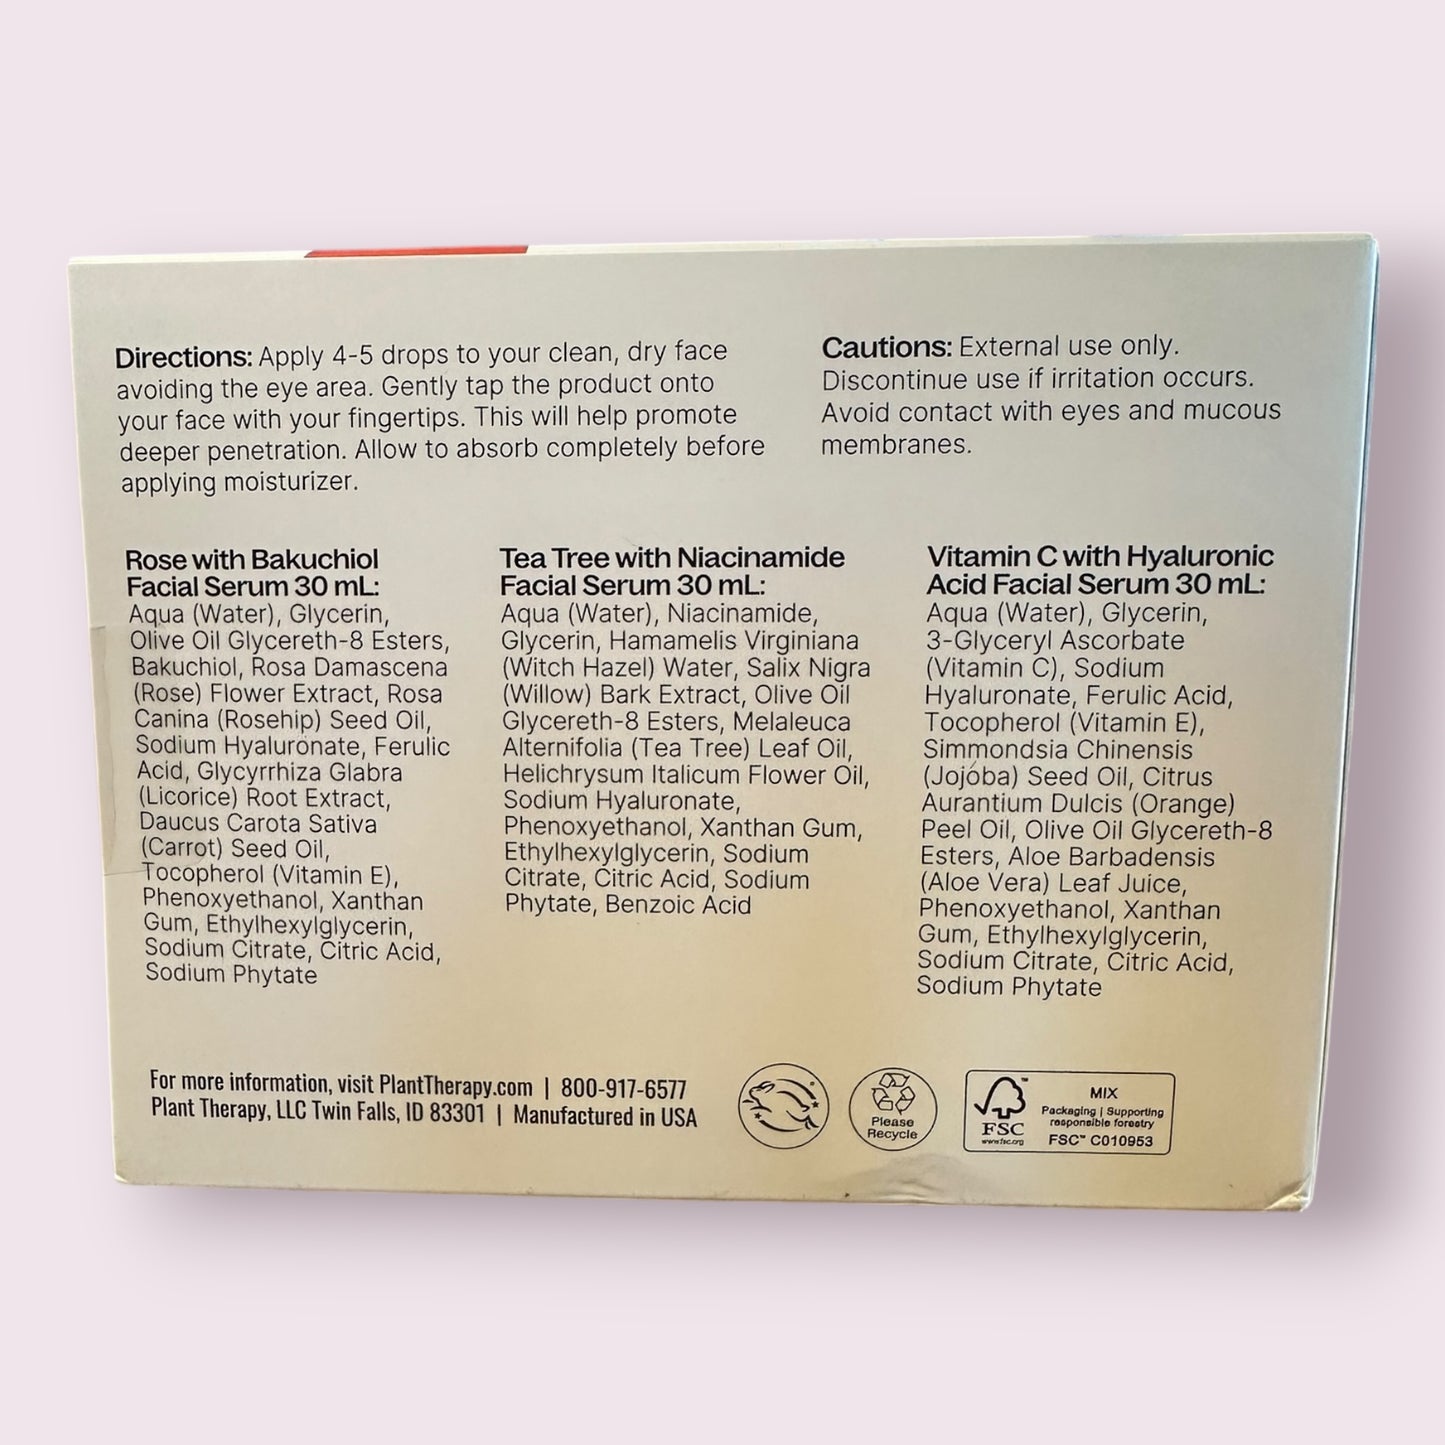 Directions: Apply 4-5 drops to your clean, dry face
avoiding the eye area. Gently tap the product onto
your face with your fingertips. This will help promote
deeper penetration. Allow to absorb completely before
applying moisturizer.
Cautions: External use only.
Discontinue use if irritation occurs.
Avoid contact with eyes and mucous
membranes.
Rose with Bakuchiol
Facial Serum 30 mL:
Aqua (Water), Glycerin,
Olive Oil Glycereth-8 Esters,
Bakuchiol, Rosa Damascena
(Rose) Flower Extract, Rosa
Canina (Rosehip) Seed Oil,
Sodium Hyaluronate, Ferulic
Acid, Glycyrrhiza Glabra
(Licorice) Root Extract,
Daucus Carota Sativa
(Carrot) Seed Oil,
Tocopherol (Vitamin E),
Phenoxyethanol, Xanthan
Gum, Ethylhexylglycerin,
Sodium Citrate, Citric Acid,
Sodium Phytate
Tea Tree with Niacinamide
Facial Serum 30 mL:
Aqua (Water), Niacinamide,
Glycerin, Hamamelis Virginiana
(Witch Hazel) Water, Salix Nigra
(Willow) Bark Extract, Olive Oil
Glycereth-8 Esters, Melaleuca
Alternifolia (Tea Tree) Leaf Oil,
Helichrysum Italicum Flower Oil,
Sodium Hyaluronate,
Phenoxyethanol, Xanthan Gum,
Ethylhexylglycerin, Sodium
Citrate, Citric Acid, Sodium
Phytate, Benzoic Acid
Vitamin C with Hyaluronic
Acid Facial Serum 30 mL:
Aqua (Water), Glycerin,
3-Glyceryl Ascorbate
(Vitamin C), Sodium
Hyaluronate, Ferulic Acid,
Tocopherol (Vitamin E),
Simmondsia Chinensis
(Jojoba) Seed Oil, Citrus
Aurantium Dulcis (Orange)
Peel Oil, Olive Oil Glycereth-8
Esters, Aloe Barbadensis
(Aloe Vera) Leaf Juice,
Phenoxyethanol, Xanthan
Gum, Ethylhexylglycerin,
Sodium Citrate, Citric Acid,
Sodium Phytate
For more information, visit PlantTherapy.com | 800-917-6577
Plant Therapy, LLC Twin Falls, ID 83301 | Manufactured in USA
Please
Recycle
FSC
www.fsc.org
MIX
Packaging | Supporting
responsible forestry
FSC™ C010953